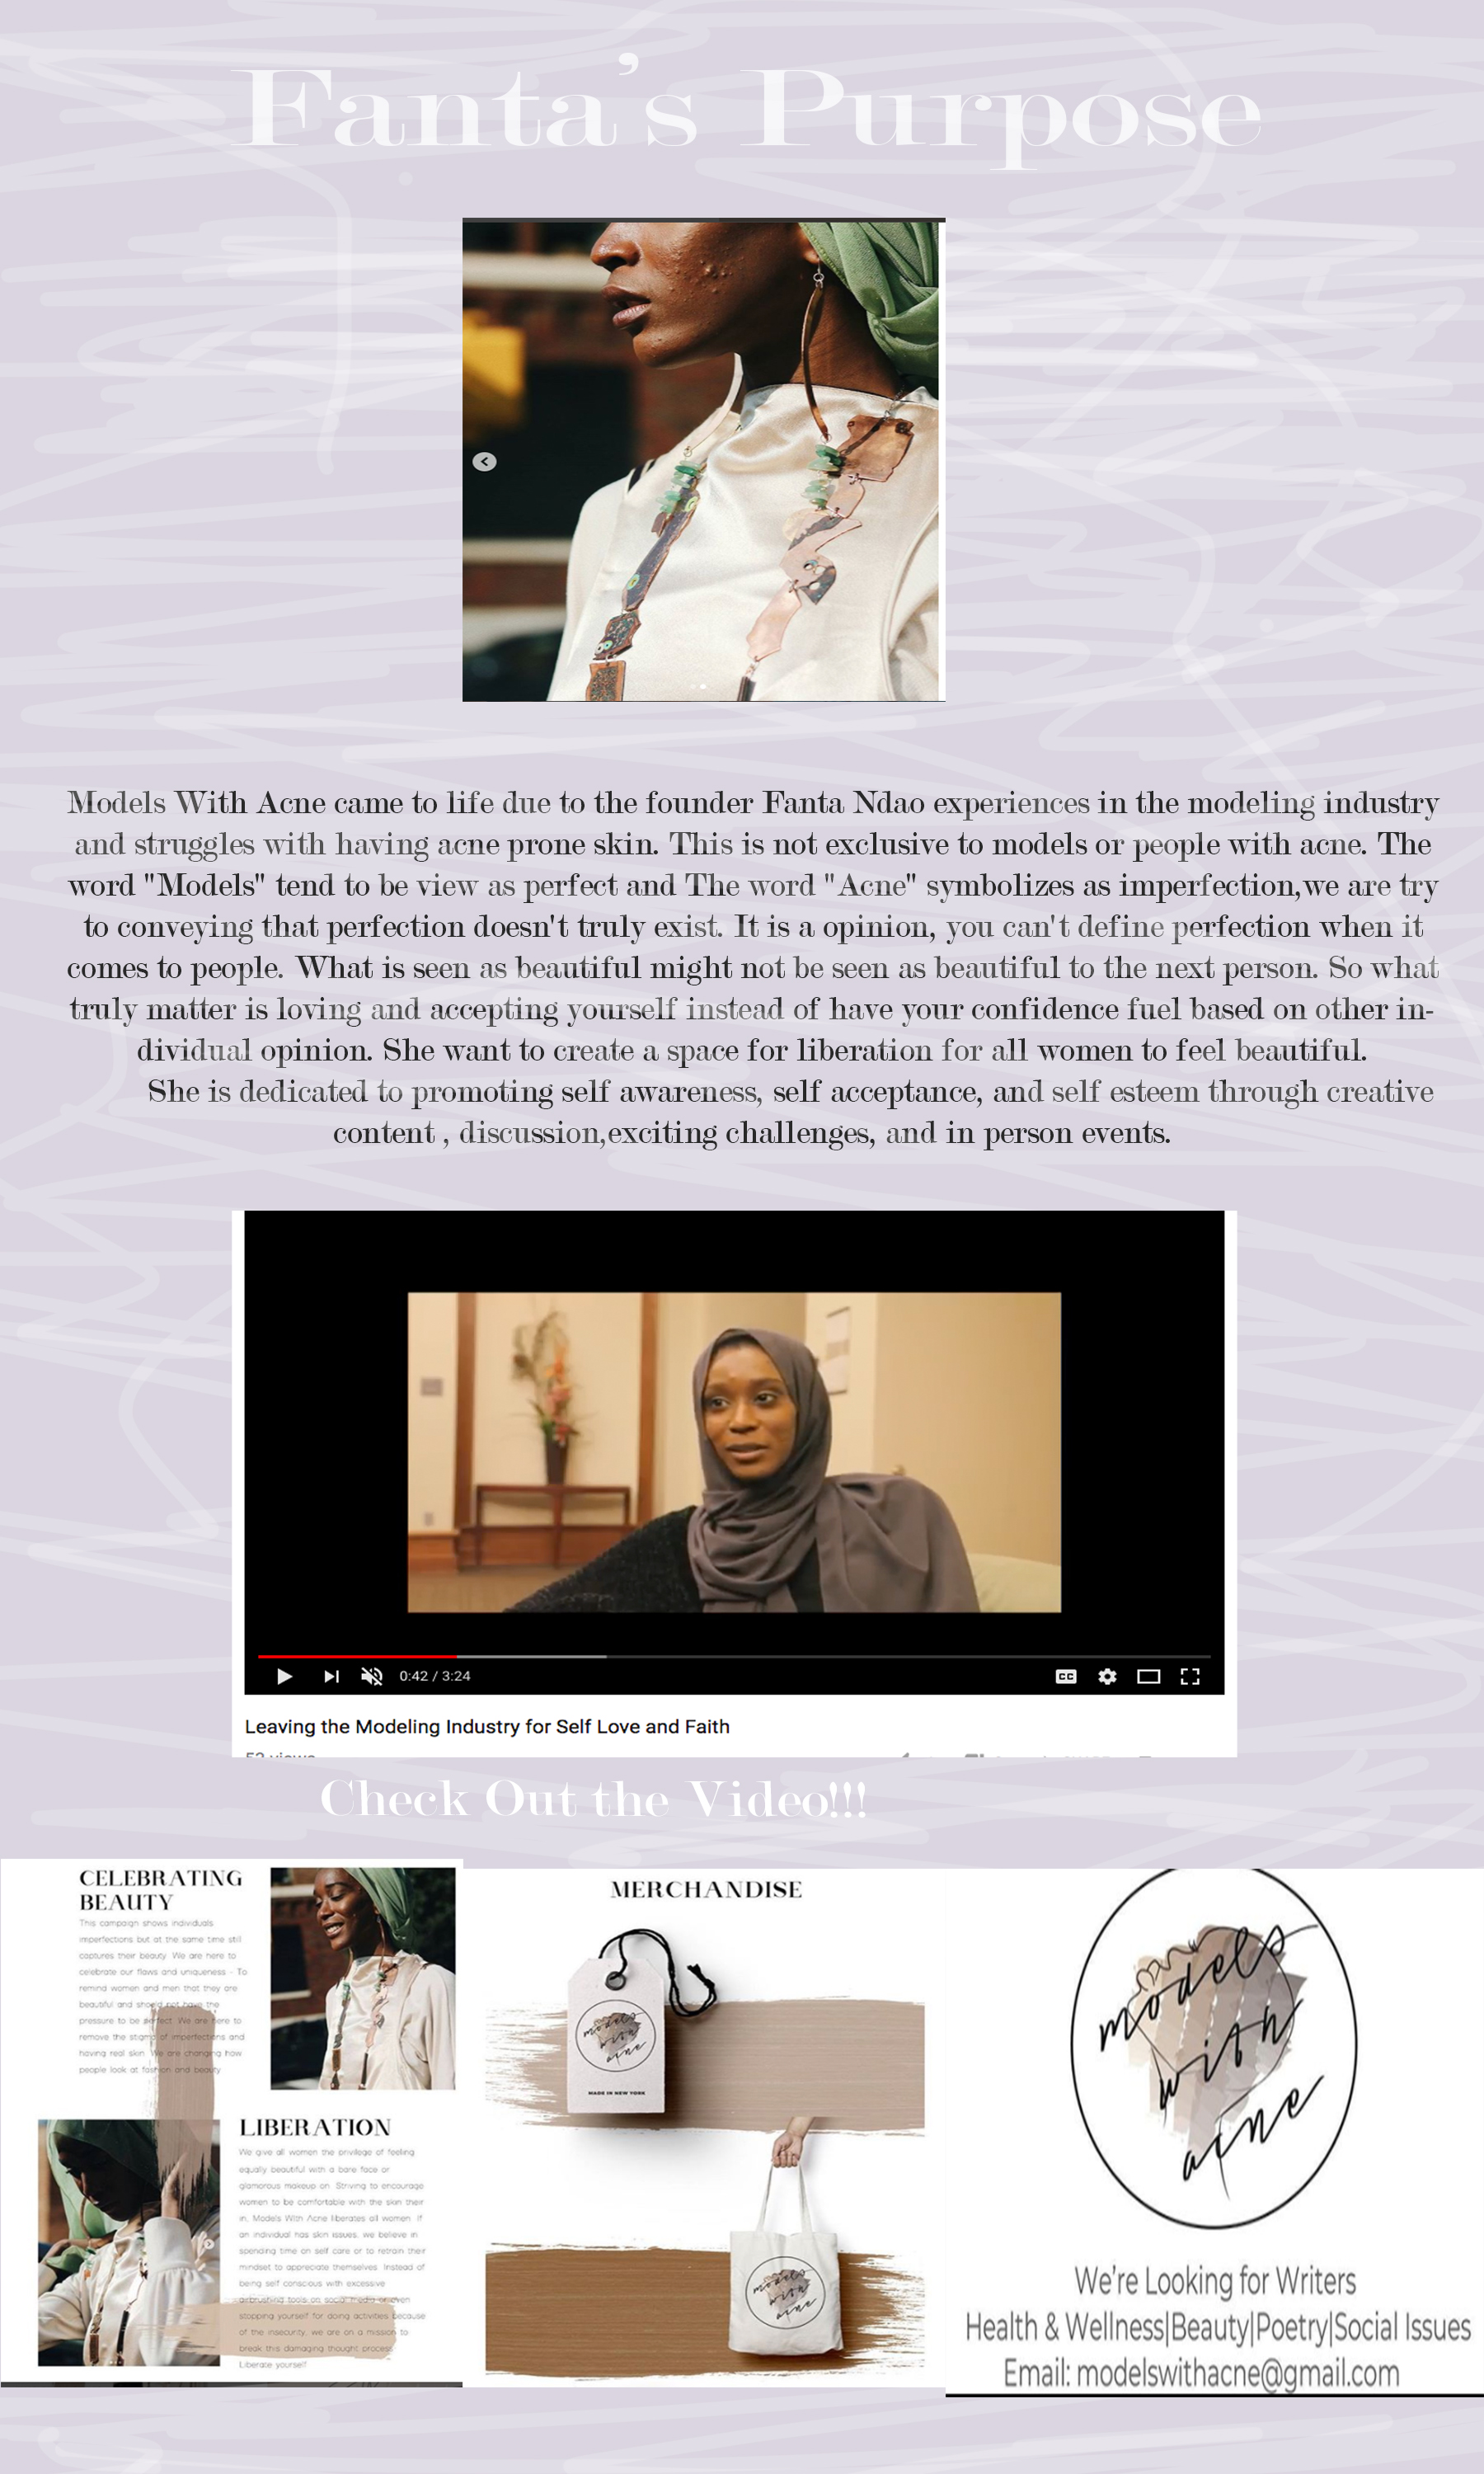 Fanta's Purpose
Models With Acne came to life due to the founder Fanta Ndao experiences in the modeling industry
and struggles with having acne prone skin. This is not exclusive to models or people with acne. The
word "Models" tend to be view as perfect and The word "Acne" symbolizes as imperfection,we are try
to conveying that perfection doesn't truly exist. It is a opinion, you can't define perfection when it
comes to people. What is seen as beautiful might not be seen as beautiful to the next person. So what
truly matter is loving and accepting yourself instead of have your confidence fuel based on other in-
dividual opinion. She want to create a space for liberation for all women to feel beautiful.
She is dedicated to promoting self awareness, self acceptance, and self esteem through creative
content , discussion,exciting challenges, and in person events.
0:42 / 3:24
CC
Leaving the Modeling Industry for Self Love and Faith
Check Out the Video!!!
CELEBRATING
BEAUTY
This campaign shows individuals
imperfections but at the same time still
captures their beauty. We are here to
celebrate our flaws and uniqueness - To
remind women and men that they are
beautiful and should not have the
pressure to be perfect. We are here to
remove the stigma of imperfections and
having real skin. We are changing how
people look at fashion and beauty
LIBERATION
We give all women the privilege of feeling
equally beautiful with a bare face or
glamorous makeup on. Striving to encourage
women to be comfortable with the skin their
in, Models With Acne liberates all women. If
an individual has skin issues, we believe in
spending time on self care or to retrain their
mindset to appreciate themselves. Instead of
being self conscious with excessive
airbrushing tools on social media or even
stopping yourself for doing activities because
of the insecurity, we are on a mission to
break this damaging thought process.
Liberate yourself
MERCHANDISE
models
with
acne
MADE IN NEW YORK
models
with
acne
models
with
acne
We're Looking for Writers
Health & Wellness|Beauty|Poetry|Social Issues
Email: modelswithacne@gmail.com